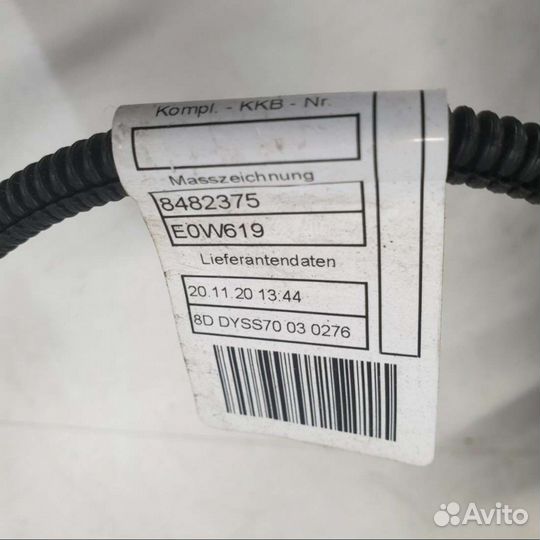 Kompl. - KKB - Nr.
Masszeichnung
8482375
E0W619
Lieferantendaten
20.11.20 13:44
8D DYSS70 03 0276
Avito